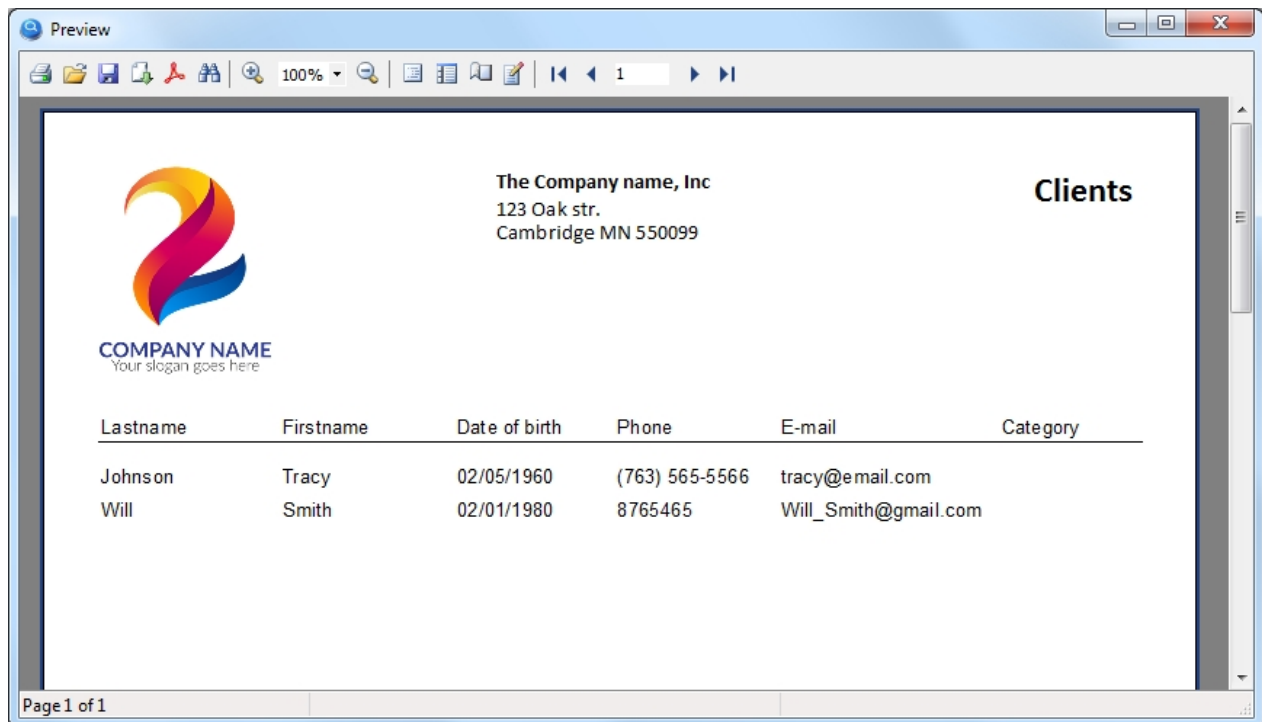 Preview
100%
1
The Company name, Inc
123 Oak str.
Cambridge MN 550099
Clients
COMPANY NAME
Your slogan goes here
Lastname Firstname Date of birth Phone E-mail Category
Johnson Tracy 02/05/1960 (763) 565-5566 tracy@email.com
Will Smith 02/01/1980 8765465 Will_Smith@gmail.com
Page 1 of 1